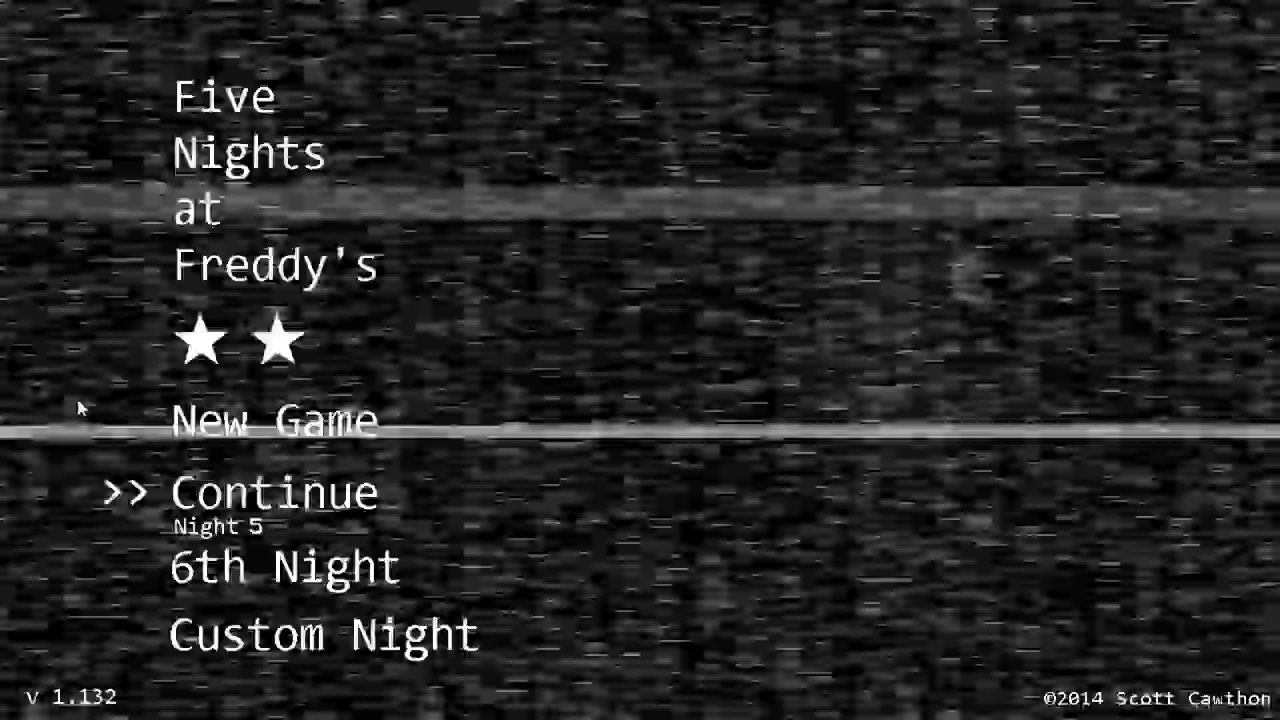 Five
Nights
at
Freddy's
New Game
>> Continue
Night 5
6th Night
Custom Night
v 1.132
©2014 Scott Cawthon